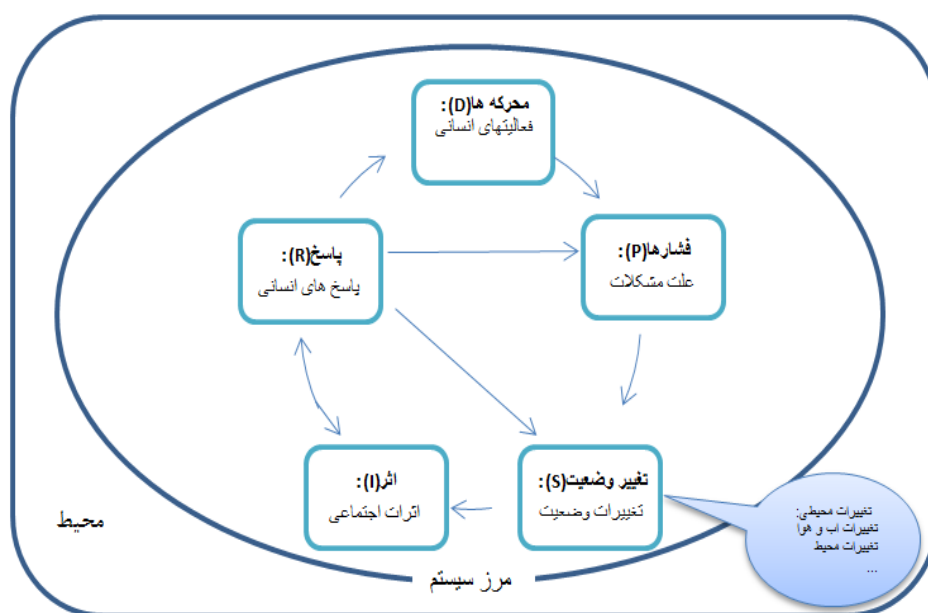 محرکه ها(D):
فعالیتهای انسانی
فشارها(P):
علت مشکلات
پاسخ(R):
پاسخ های انسانی
تغییر وضعیت(S):
تغییرات وضعیت
اثر(I):
اثرات اجتماعی
تغییرات محیطی:
تغییرات اب و هوا
تغییرات محیط
...
محیط
مرز سیستم